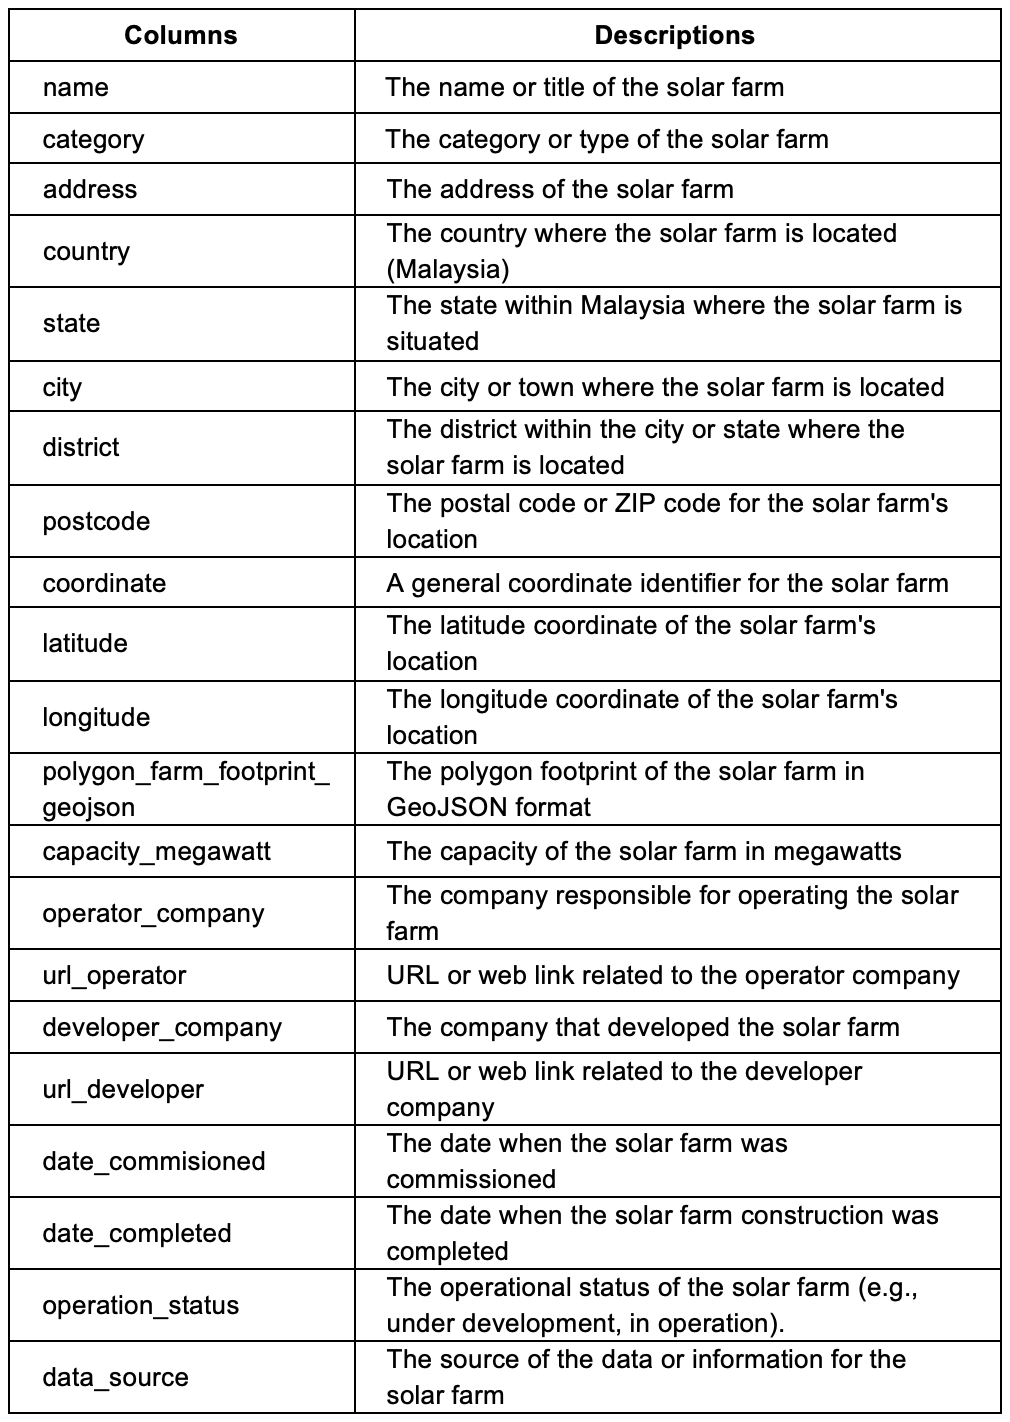 Columns Descriptions
name The name or title of the solar farm
category The category or type of the solar farm
address The address of the solar farm
country The country where the solar farm is located
(Malaysia)
state The state within Malaysia where the solar farm is
situated
city The city or town where the solar farm is located
district The district within the city or state where the
solar farm is located
postcode The postal code or ZIP code for the solar farm's
location
coordinate A general coordinate identifier for the solar farm
latitude The latitude coordinate of the solar farm's
location
longitude The longitude coordinate of the solar farm's
location
polygon_farm_footprint_ The polygon footprint of the solar farm in
geojson GeoJSON format
capacity_megawatt The capacity of the solar farm in megawatts
operator_company The company responsible for operating the solar
farm
url_operator URL or web link related to the operator company
developer_company The company that developed the solar farm
url_developer URL or web link related to the developer
company
date_commisioned The date when the solar farm was
commissioned
date_completed The date when the solar farm construction was
completed
operation_status The operational status of the solar farm (e.g.,
under development, in operation).
data_source The source of the data or information for the
solar farm